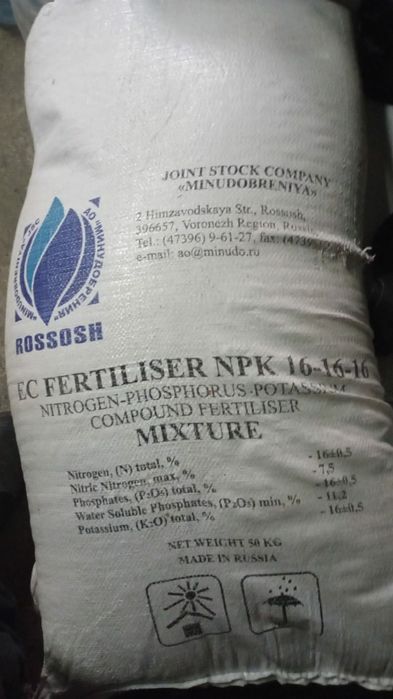 JOINT STOCK COMPANY
«MINUDOBRENIYA»
2 Himzavodskaya Str., Rossosh,
396657, Voronezh Region,
Tel.: (47396) 9-61-27, fax: (4739
e-mail: ao@minudo.ru
АО "МИНУДОБРЕНИЯ"
ROSSOSH
EC FERTILISER NPK 16-16-16
NITROGEN-PHOSPHORUS-POTASSIUM
COMPOUND FERTILISER
MIXTURE
Nitrogen, (N) total, % - 16±0,5
Nitric Nitrogen, max, % - 7,5
Phosphates, (P₂O₅) total, % - 16±0,5
Water Soluble Phosphates, (P₂O₅) min, % - 11,2
Potassium, (K₂O) total, % - 16±0,5
NET WEIGHT 50 KG
MADE IN RUSSIA